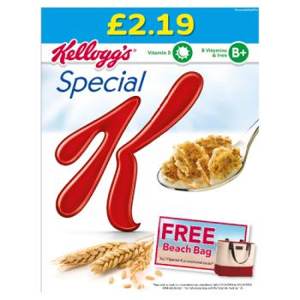 £2.19
Kellogg's
Vitamin D
B Vitamins
& Iron
B+
Special
K
FREE
Beach Bag